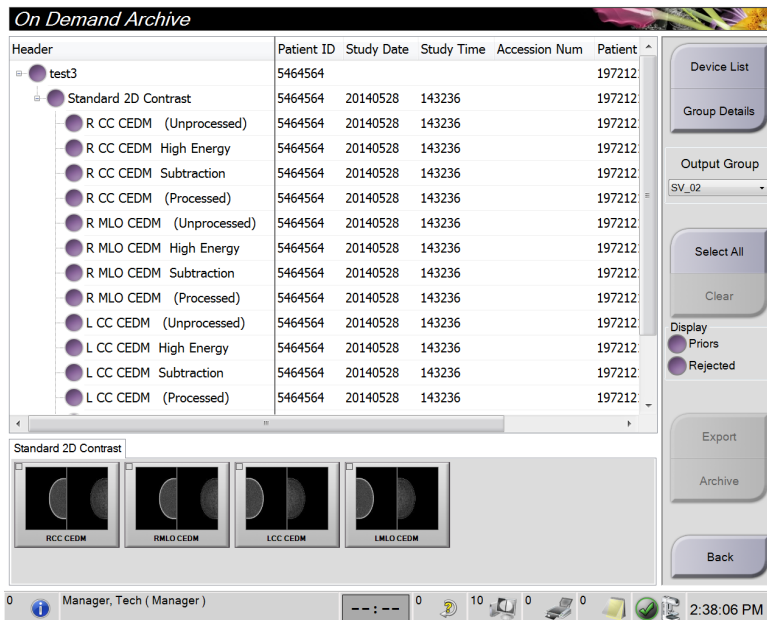 On Demand Archive
Header Patient ID Study Date Study Time Accession Num Patient
test3 5464564 1972121
Standard 2D Contrast 5464564 20140528 143236 197212
R CC CEDM (Unprocessed) 5464564 20140528 143236 197212
R CC CEDM High Energy 5464564 20140528 143236 197212
R CC CEDM Subtraction 5464564 20140528 143236 197212
R CC CEDM (Processed) 5464564 20140528 143236 197212
R MLO CEDM (Unprocessed) 5464564 20140528 143236 197212
R MLO CEDM High Energy 5464564 20140528 143236 197212
R MLO CEDM Subtraction 5464564 20140528 143236 197212
R MLO CEDM (Processed) 5464564 20140528 143236 197212
L CC CEDM (Unprocessed) 5464564 20140528 143236 197212
L CC CEDM High Energy 5464564 20140528 143236 197212
L CC CEDM Subtraction 5464564 20140528 143236 197212
L CC CEDM (Processed) 5464564 20140528 143236 197212
Device List
Group Details
Output Group
SV_02
Select All
Clear
Display
Priors
Rejected
Export
Archive
Back
Standard 2D Contrast
RCC CEDM RMLO CEDM LCC CEDM LMLO CEDM
0 Manager, Tech ( Manager ) --:-- 0 10 0 0 2:38:06 PM